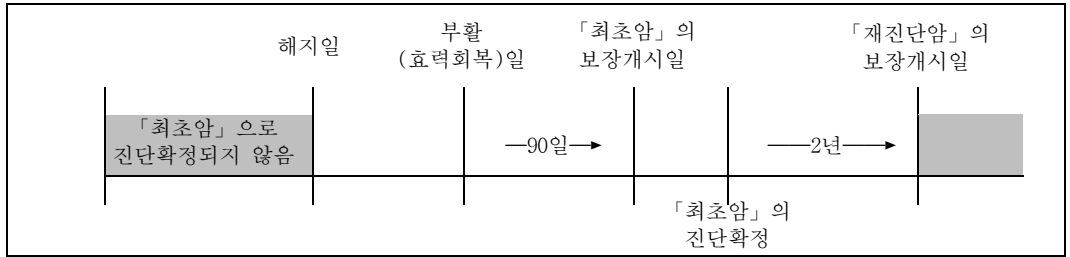 해지일
부활
(효력회복)일
「최초암」의
보장개시일
「재진단암」의
보장개시일
「최초암」으로
진단확정되지 않음
90일
2년
「최초암」의
진단확정